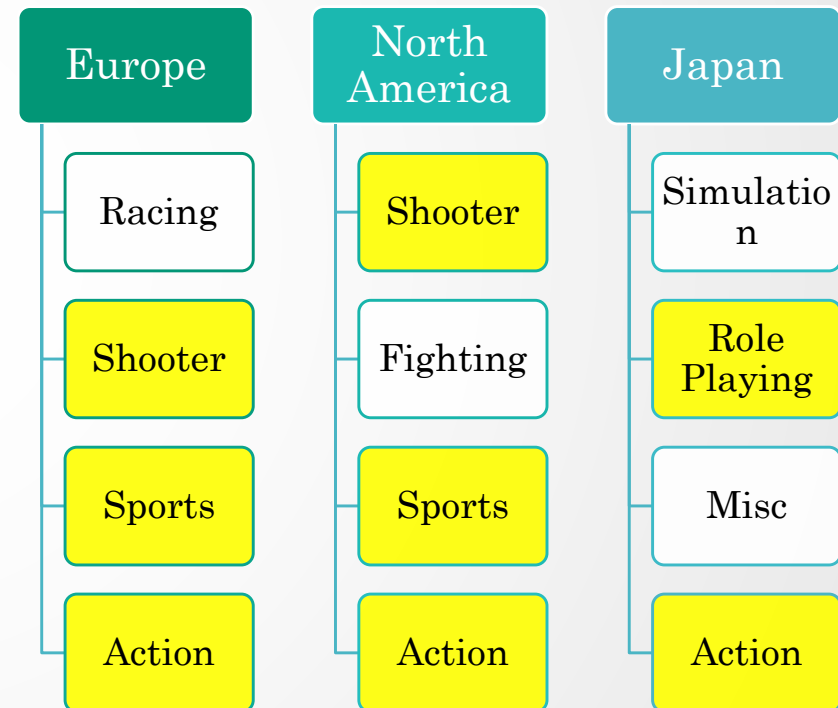 Europe
Racing
Shooter
Sports
Action
North
America
Shooter
Fighting
Sports
Action
Japan
Simulatio
n
Role
Playing
Misc
Action